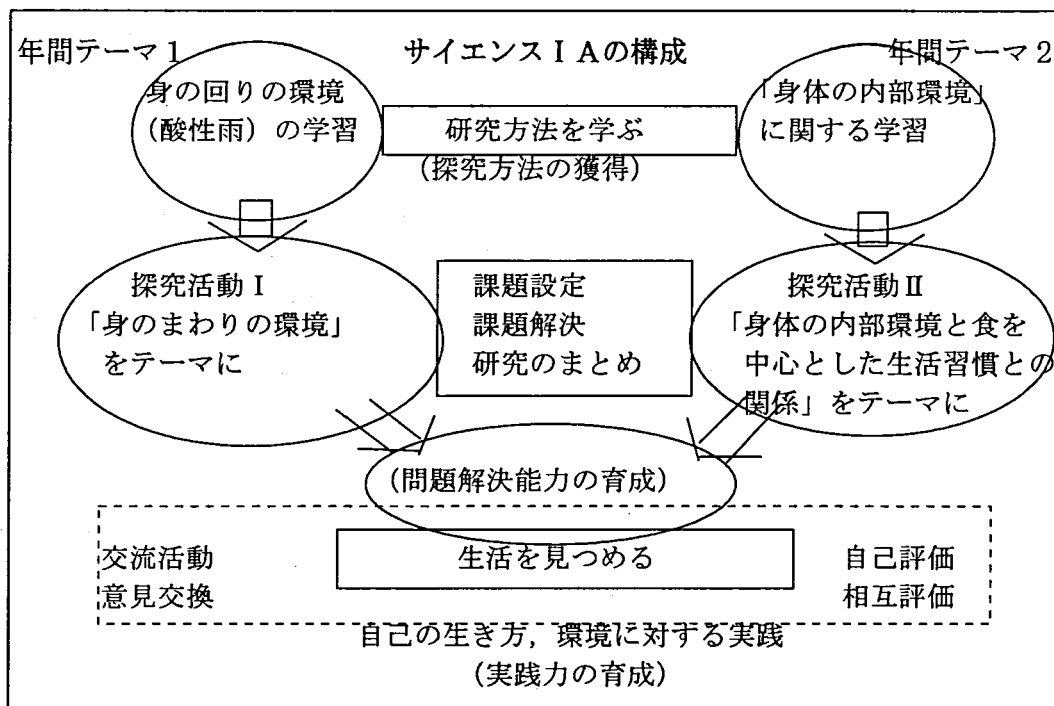 年間テーマ1
サイエンスⅠAの構成
年間テーマ2
身の回りの環境
(酸性雨)の学習
研究方法を学ぶ
(探究方法の獲得)
「身体の内部環境」
に関する学習
探究活動Ⅰ
「身のまわりの環境」
をテーマに
課題設定
課題解決
研究のまとめ
探究活動Ⅱ
「身体の内部環境と食を
中心とした生活習慣との
関係」をテーマに
(問題解決能力の育成)
交流活動
意見交換
生活を見つめる
自己評価
相互評価
自己の生き方,環境に対する実践
(実践力の育成)